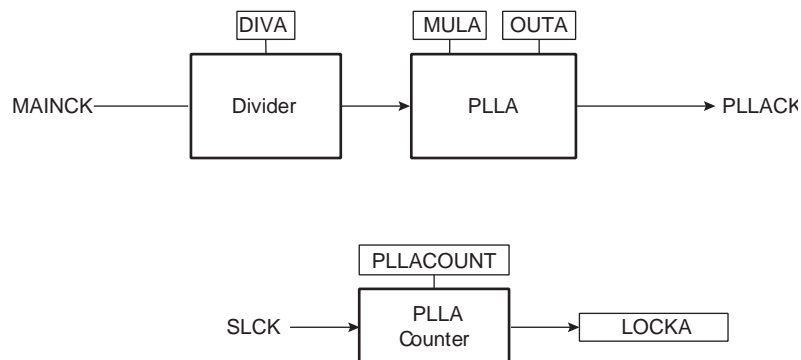 DIVA
MULA
OUTA
MAINCK
Divider
PLLA
PLLACK
PLLACOUNT
SLCK
PLLA
Counter
LOCKA